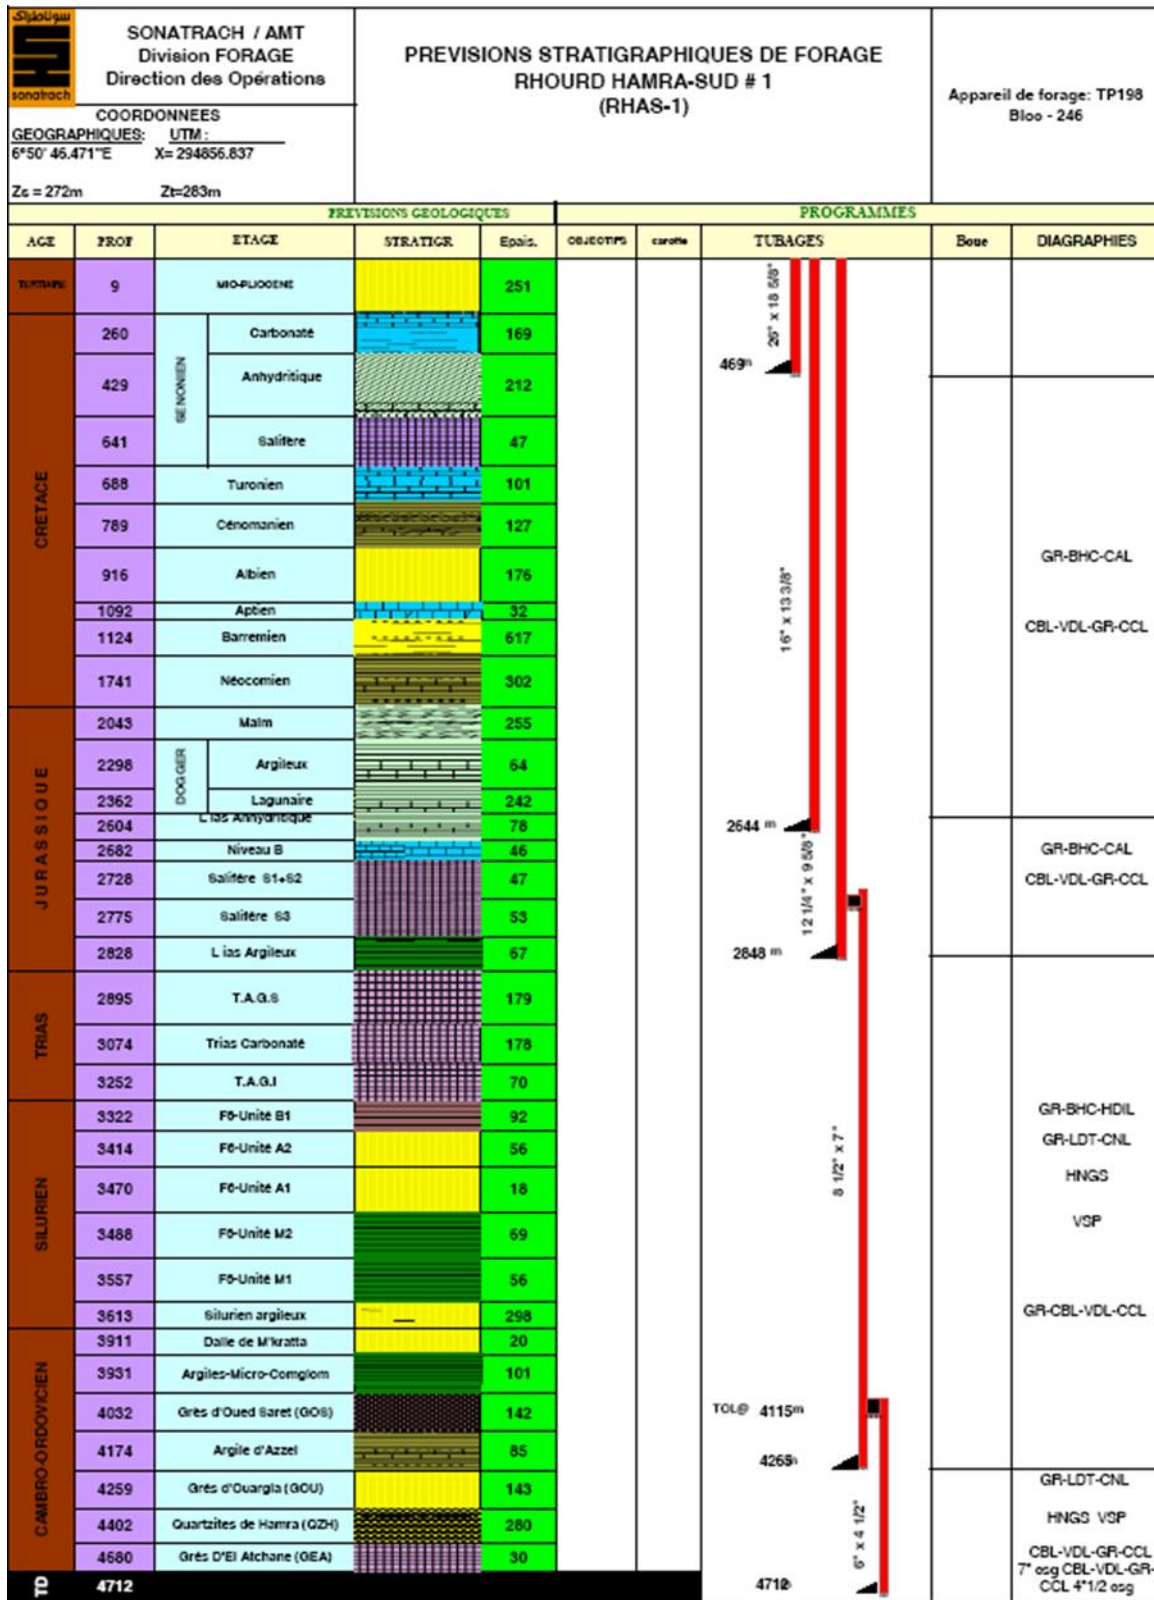 سوناطراك
sonatrach
SONATRACH / AMT
Division FORAGE
Direction des Opérations
COORDONNEES
GEOGRAPHIQUES: UTM :
6°50' 46.471"E X= 294856.837
Zs = 272m Zt=283m
PREVISIONS STRATIGRAPHIQUES DE FORAGE
RHOURD HAMRA-SUD # 1
(RHAS-1)
Appareil de forage: TP198
Bloc - 246
PREVISIONS GEOLOGIQUES PROGRAMMES
AGE PROF ETAGE STRATIGR Epais. OBJECTIFS carotte TUBAGES Boue DIAGRAPHIES
TERTIAIRE 9 MIO-PLIOCENE 251
26" x 18 5/8"
CRETACE
SENONIEN
260 Carbonaté 169
469m
429 Anhydritique 212
641 Salifère 47
688 Turonien 101
789 Cénomanien 127
GR-BHC-CAL
916 Albien 176
16" x 13 3/8"
1092 Aptien 32
1124 Barremien 617 CBL-VDL-GR-CCL
1741 Néocomien 302
JURASSIQUE
2043 Malm 255
DOGGER
2298 Argileux 64
2362 Lagunaire 242
2604 Lias Anhydritique 78 2644 m
2682 Niveau B 46 GR-BHC-CAL
12 1/4" x 9 5/8"
2728 Salifère S1+S2 47 CBL-VDL-GR-CCL
2775 Salifère S3 53
2828 Lias Argileux 67 2848 m
TRIAS
2895 T.A.G.S 179
3074 Trias Carbonaté 178
3252 T.A.G.I 70
SILURIEN
3322 F6-Unité B1 92 GR-BHC-HDIL
3414 F6-Unité A2 56 GR-LDT-CNL
8 1/2" x 7"
3470 F6-Unité A1 18 HNGS
3488 F6-Unité M2 69 VSP
3557 F6-Unité M1 56
3613 Silurien argileux 298 GR-CBL-VDL-CCL
CAMBRO-ORDOVICIEN
3911 Dalle de M'kratta 20
3931 Argiles-Micro-Comglom 101
4032 Grès d'Oued Saret (GOS) 142 TOL@ 4115m
4174 Argile d'Azzel 85 4265m
4259 Grés d'Ouargla (GOU) 143 GR-LDT-CNL
4402 Quartzites de Hamra (QZH) 280 HNGS VSP
6" x 4 1/2"
4680 Grès D'El Atchane (GEA) 30 CBL-VDL-GR-CCL
7" csg CBL-VDL-GR-
CCL 4"1/2 csg
TD 4712 4712m